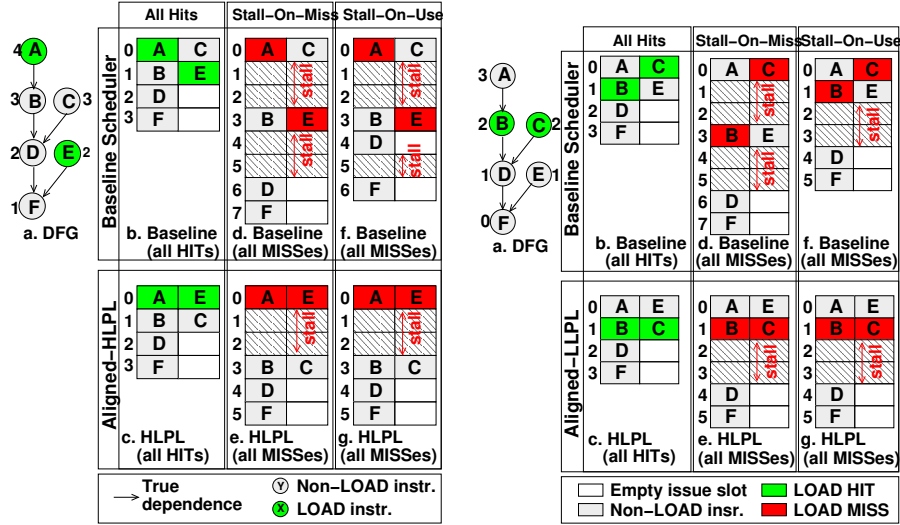 All Hits
Stall-On-Miss
Stall-On-Use
Baseline Scheduler
4 A
3 B
C 3
2 D
E 2
1 F
a. DFG
0 A C
1 B E
2 D
3 F
b. Baseline
(all HITs)
0 A C
1 stall
2
3 B E
4 stall
5
6 D
7 F
d. Baseline
(all MISSes)
0 A C
1 stall
2
3 B E
4 D
5 stall
6 F
f. Baseline
(all MISSes)
Aligned-HLPL
0 A E
1 B C
2 D
3 F
c. HLPL
(all HITs)
0 A E
1 stall
2
3 B C
4 D
5 F
e. HLPL
(all MISSes)
0 A E
1 stall
2
3 B C
4 D
5 F
g. HLPL
(all MISSes)
True
dependence
Y Non-LOAD instr.
X LOAD instr.
All Hits
Stall-On-Miss
Stall-On-Use
Baseline Scheduler
3 A
2 B
C 2
1 D
E 1
0 F
a. DFG
0 A C
1 B E
2 D
3 F
b. Baseline
(all HITs)
0 A C
1 stall
2
3 B E
4 stall
5
6 D
7 F
d. Baseline
(all MISSes)
0 A C
1 B E
2 stall
3
4 D
5 F
f. Baseline
(all MISSes)
Aligned-LLPL
0 A E
1 B C
2 D
3 F
c. HLPL
(all HITs)
0 A E
1 B C
2 stall
3
4 D
5 F
e. HLPL
(all MISSes)
0 A E
1 B C
2 stall
3
4 D
5 F
g. HLPL
(all MISSes)
Empty issue slot
LOAD HIT
Non-LOAD insr.
LOAD MISS